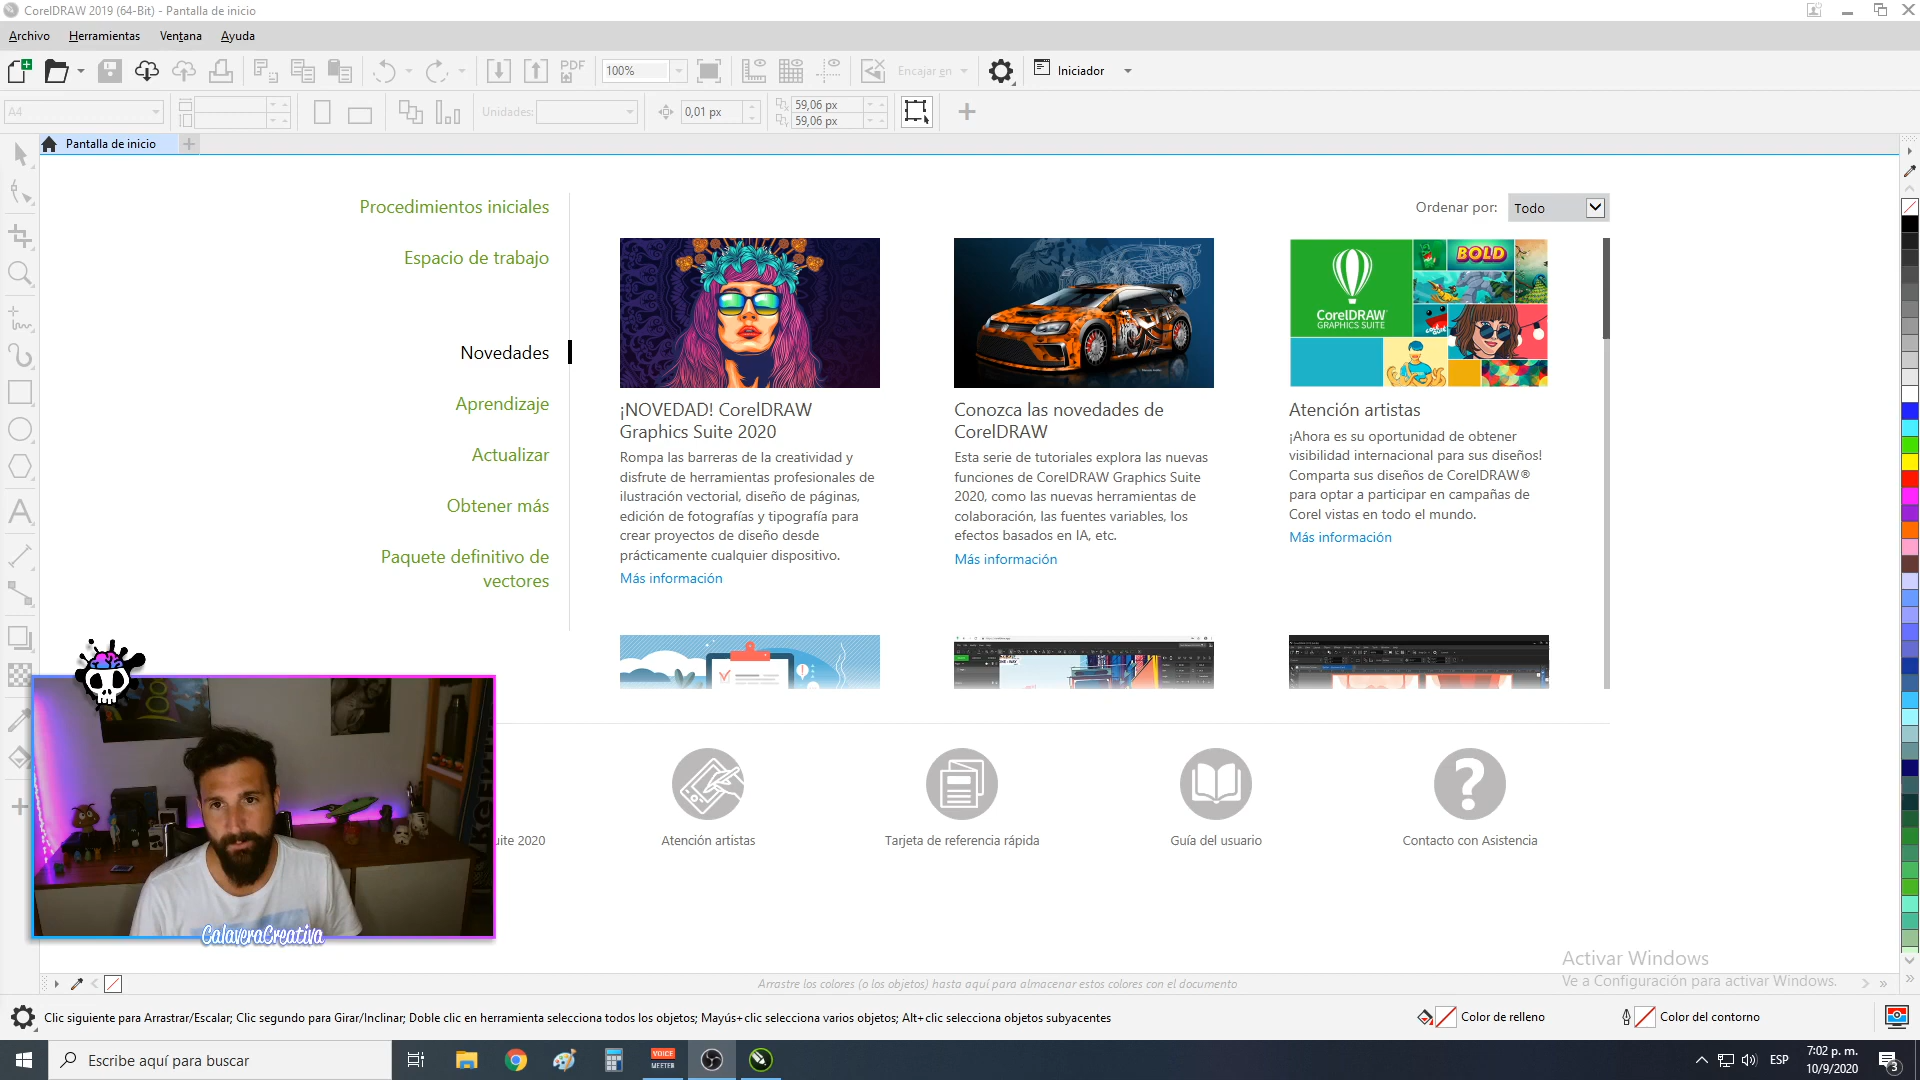 CorelDRAW 2019 (64-Bit) - Pantalla de inicio
Archivo Herramientas Ventana Ayuda
PDF 100% Encajar en Iniciador
A4 Unidades: 0,01 px 59,06 px
59,06 px
Pantalla de inicio
Procedimientos iniciales
Espacio de trabajo
Novedades
Aprendizaje
Actualizar
Obtener más
Paquete definitivo de
vectores
Ordenar por: Todo
¡NOVEDAD! CorelDRAW
Graphics Suite 2020
Rompa las barreras de la creatividad y
disfrute de herramientas profesionales de
ilustración vectorial, diseño de páginas,
edición de fotografías y tipografía para
crear proyectos de diseño desde
prácticamente cualquier dispositivo.
Más información
Conozca las novedades de
CorelDRAW
Esta serie de tutoriales explora las nuevas
funciones de CorelDRAW Graphics Suite
2020, como las nuevas herramientas de
colaboración, las fuentes variables, los
efectos basados en IA, etc.
Más información
BOLD
CorelDRAW
GRAPHICS SUITE
Atención artistas
¡Ahora es su oportunidad de obtener
visibilidad internacional para sus diseños!
Comparta sus diseños de CorelDRAW®
para optar a participar en campañas de
Corel vistas en todo el mundo.
Más información
uite 2020
Atención artistas
Tarjeta de referencia rápida
Guía del usuario
Contacto con Asistencia
CalaveraCreativa
Activar Windows
Ve a Configuración para activar Windows.
Arrastre los colores (o los objetos) hasta aquí para almacenar estos colores con el documento
Clic siguiente para Arrastrar/Escalar; Clic segundo para Girar/Inclinar; Doble clic en herramienta selecciona todos los objetos; Mayús+clic selecciona varios objetos; Alt+clic selecciona objetos subyacentes
Color de relleno
Color del contorno
Escribe aquí para buscar
VOICE
MEETER
ESP
7:02 p. m.
10/9/2020
3